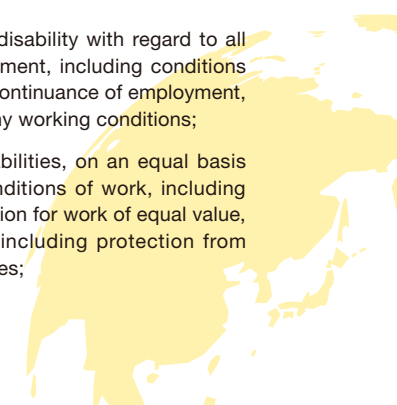 disability with regard to all
ment, including conditions
ontinuance of employment,
working conditions;
bilities, on an equal basis
nditions of work, including
ion for work of equal value,
including protection from
es;